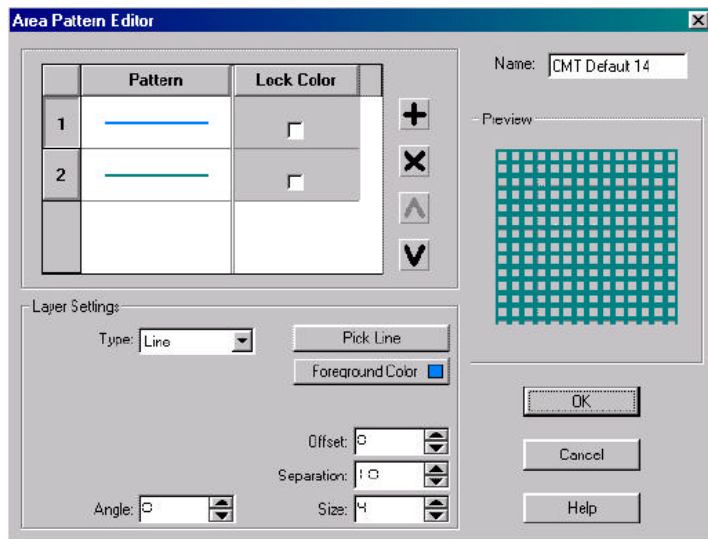 Area Pattern Editor
Name: CMT Default 14
Pattern Lock Color
1
2
Preview
Layer Settings
Type: Line
Pick Line
Foreground Color
OK
Offset: 0
Separation: 10
Cancel
Angle: 0
Size: 4
Help